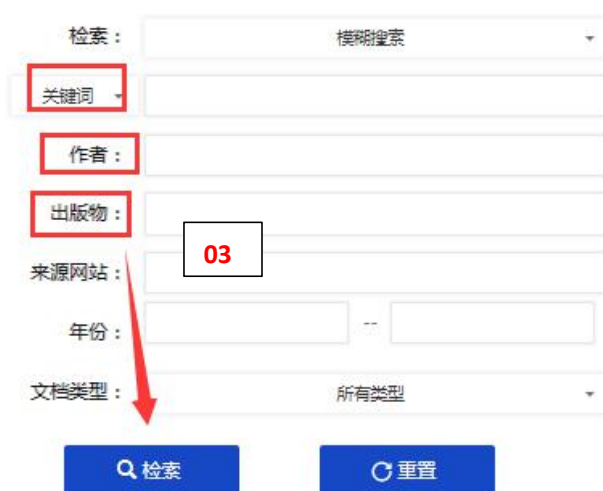 检索： 模糊搜索
关键词
作者：
出版物：
03
来源网站：
年份： --
文档类型： 所有类型
检索 重置